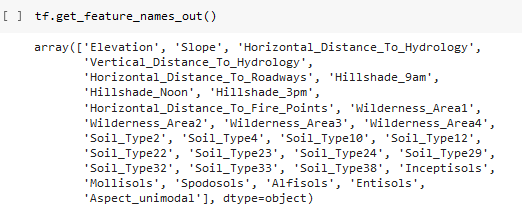 [ ] tf.get_feature_names_out()
array(['Elevation', 'Slope', 'Horizontal_Distance_To_Hydrology',
'Vertical_Distance_To_Hydrology',
'Horizontal_Distance_To_Roadways', 'Hillshade_9am',
'Hillshade_Noon', 'Hillshade_3pm',
'Horizontal_Distance_To_Fire_Points', 'Wilderness_Area1',
'Wilderness_Area2', 'Wilderness_Area3', 'Wilderness_Area4',
'Soil_Type2', 'Soil_Type4', 'Soil_Type10', 'Soil_Type12',
'Soil_Type22', 'Soil_Type23', 'Soil_Type24', 'Soil_Type29',
'Soil_Type32', 'Soil_Type33', 'Soil_Type38', 'Inceptisols',
'Mollisols', 'Spodosols', 'Alfisols', 'Entisols',
'Aspect_unimodal'], dtype=object)